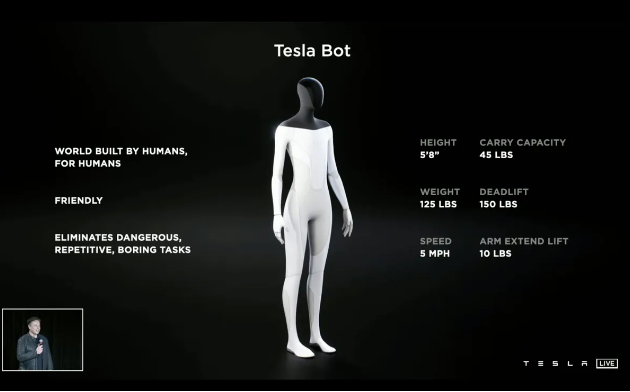 Tesla Bot
WORLD BUILT BY HUMANS,
FOR HUMANS
FRIENDLY
ELIMINATES DANGEROUS,
REPETITIVE, BORING TASKS
HEIGHT
5'8"
CARRY CAPACITY
45 LBS
WEIGHT
125 LBS
DEADLIFT
150 LBS
SPEED
5 MPH
ARM EXTEND LIFT
10 LBS
TESLA LIVE